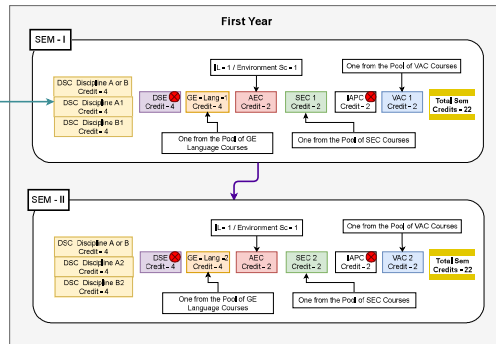 First Year
SEM - I
IL - 1 / Environment Sc - 1
One from the Pool of VAC Courses
DSC Discipline A or B
Credit - 4
DSC Discipline A1
Credit - 4
DSC Discipline B1
Credit - 4
DSE
Credit - 4
GE - Lang - 1
Credit - 4
AEC
Credit - 2
SEC 1
Credit - 2
IAPC
Credit - 2
VAC 1
Credit - 2
Total Sem
Credits - 22
One from the Pool of GE
Language Courses
One from the Pool of SEC Courses
SEM - II
IL - 1 / Environment Sc - 1
One from the Pool of VAC Courses
DSC Discipline A or B
Credit - 4
DSC Discipline A2
Credit - 4
DSC Discipline B2
Credit - 4
DSE
Credit - 4
GE - Lang - 2
Credit - 4
AEC
Credit - 2
SEC 2
Credit - 2
IAPC
Credit - 2
VAC 2
Credit - 2
Total Sem
Credits - 22
One from the Pool of GE
Language Courses
One from the Pool of SEC Courses